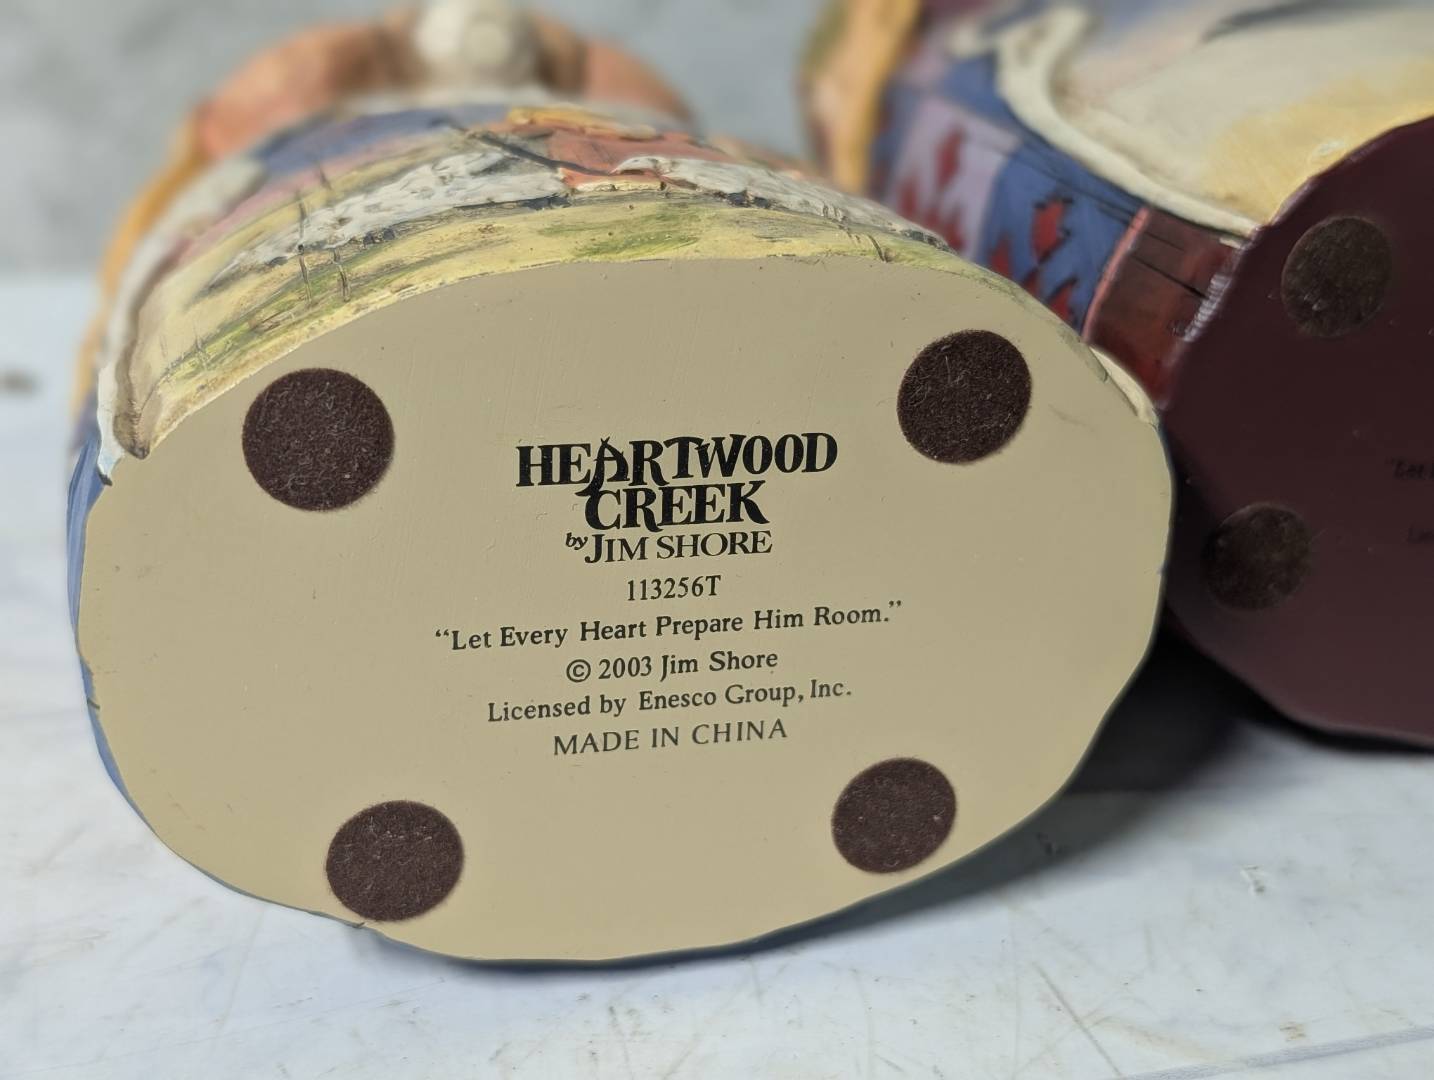 HEARTWOOD
CREEK
by JIM SHORE
113256T
“Let Every Heart Prepare Him Room.”
© 2003 Jim Shore
Licensed by Enesco Group, Inc.
MADE IN CHINA